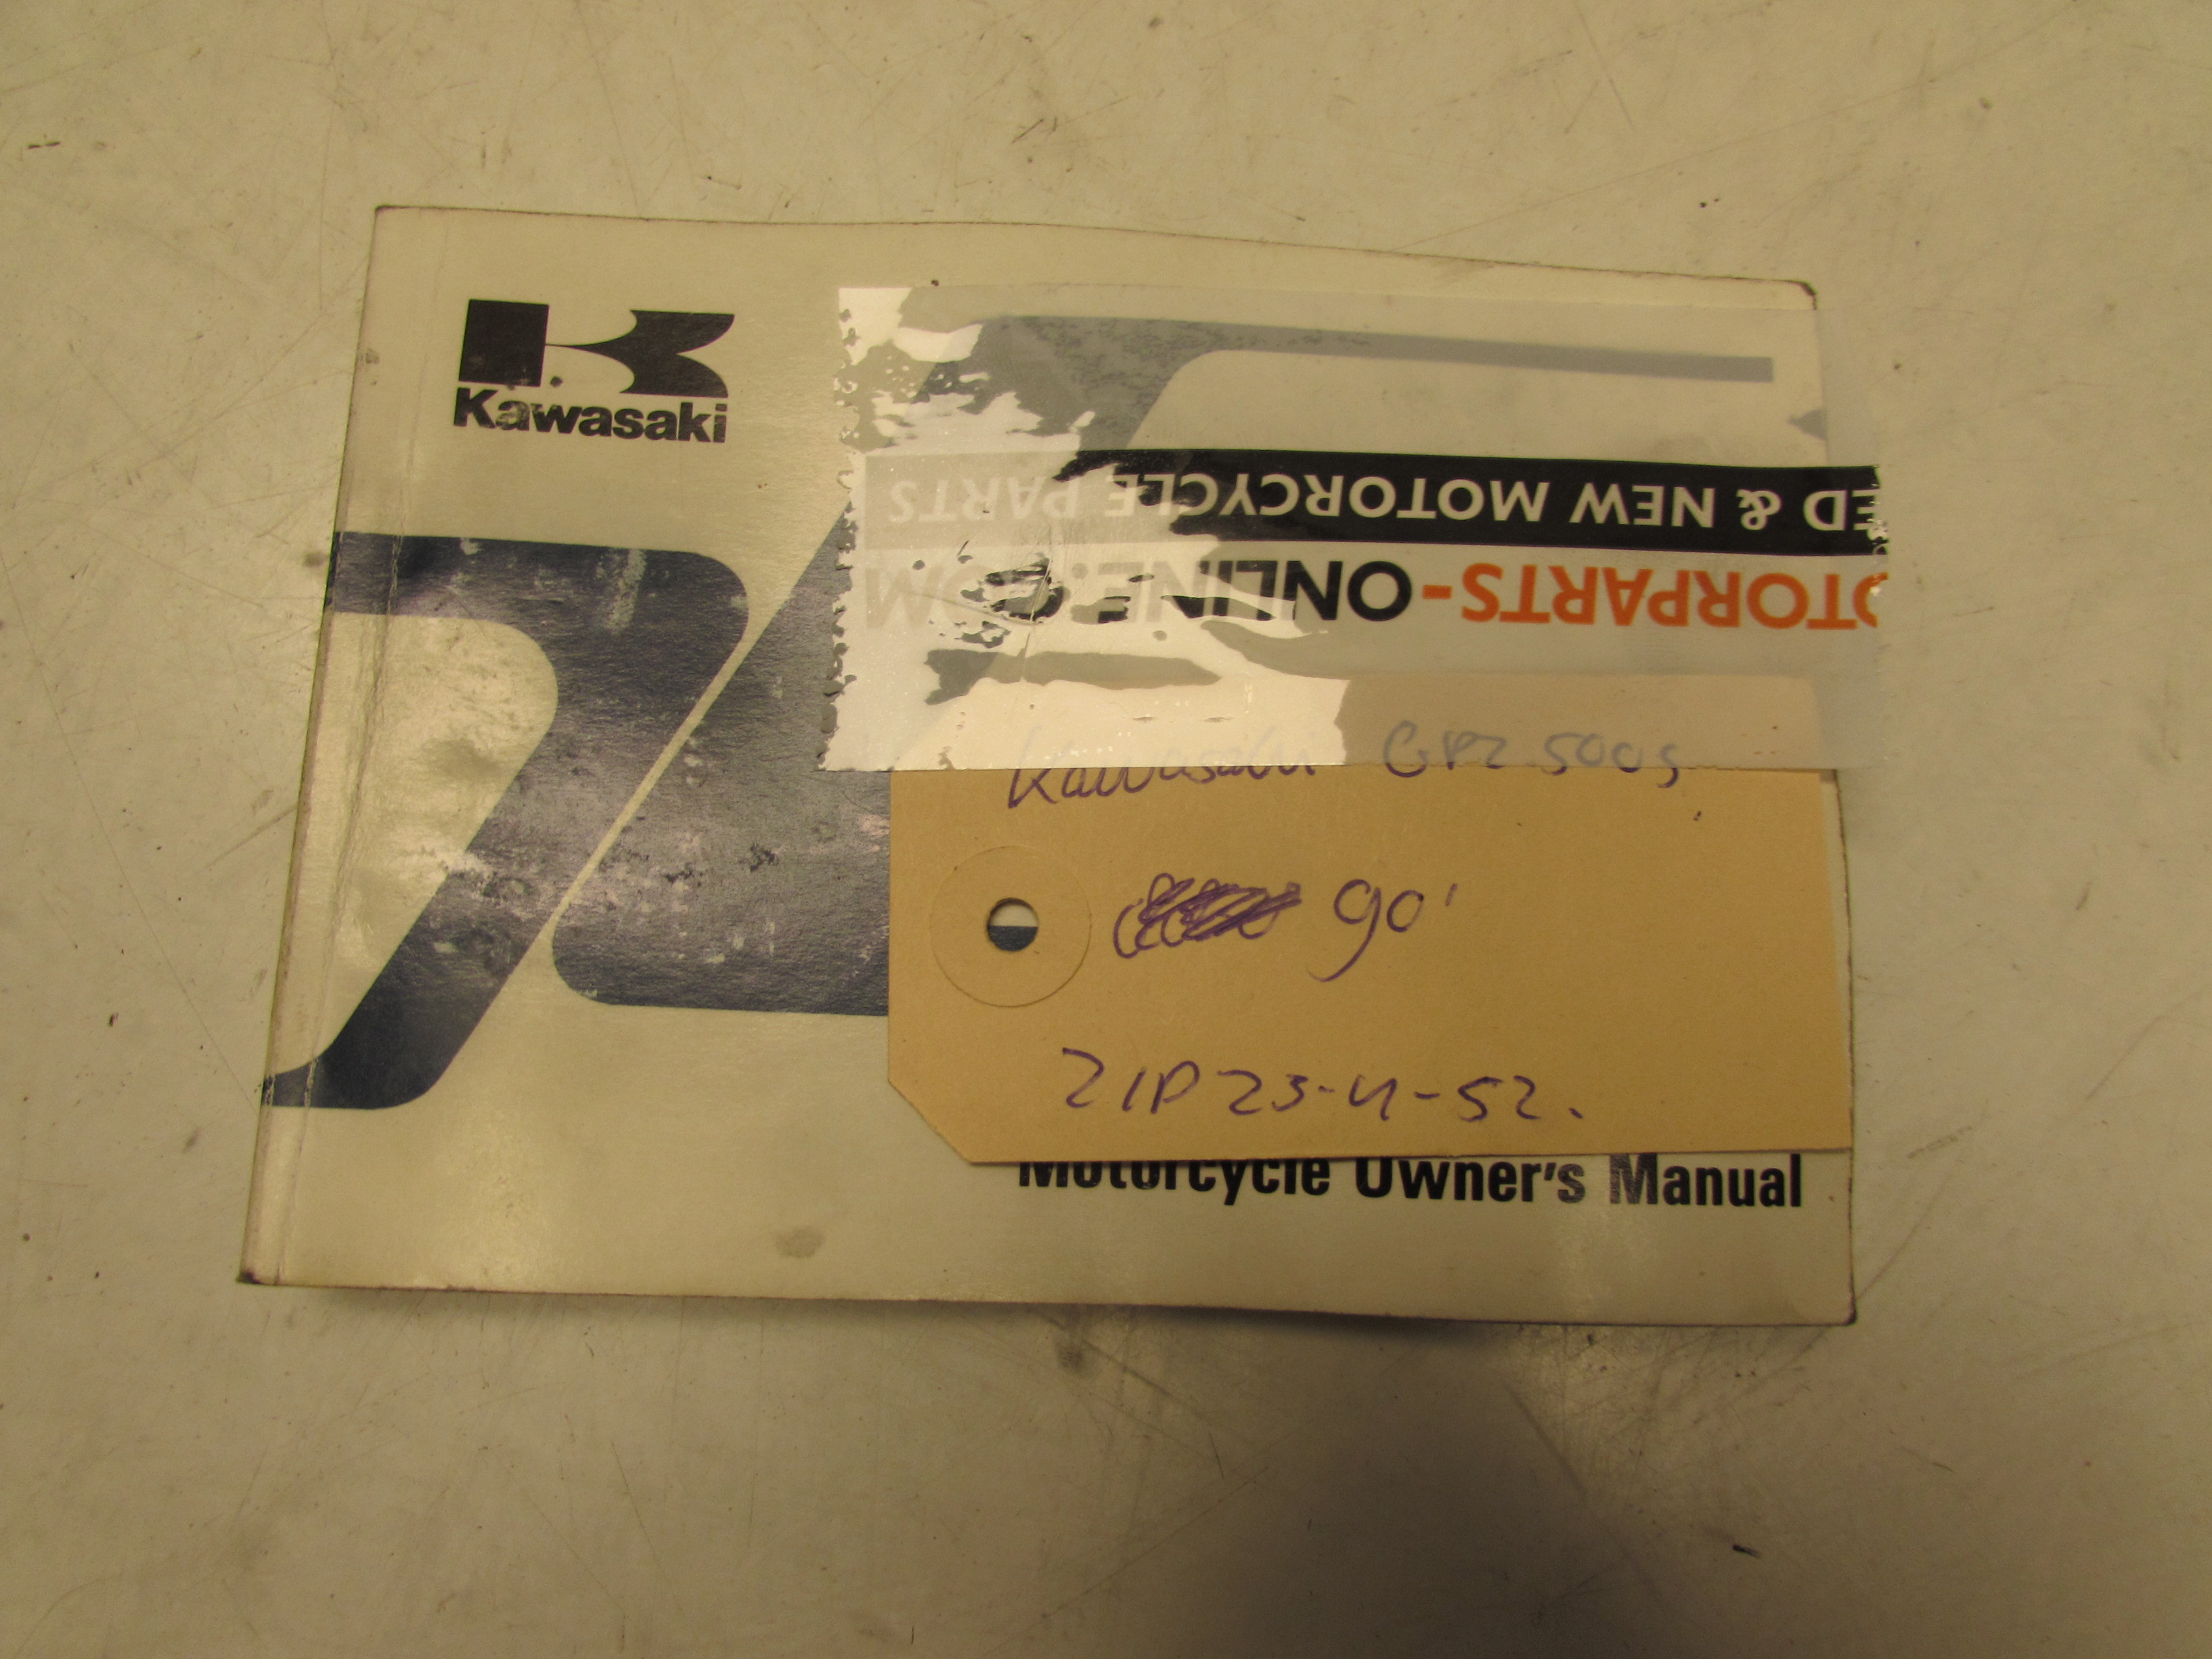 Kawasaki
ED & NEW MOTORCYCLE PARTS
OTORPARTS-ONLINE.COM
Kawasaki GPZ 500s
90'
ZIP 23-4-52.
Motorcycle Owner's Manual